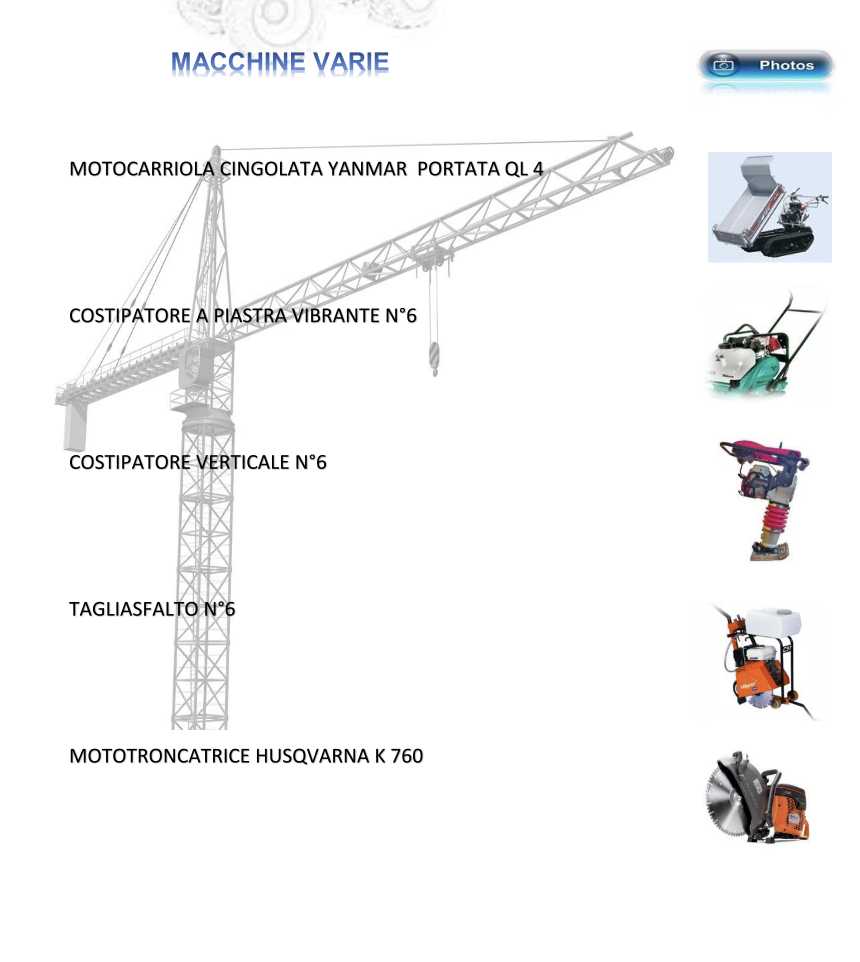 MACCHINE VARIE
Photos
MOTOCARRIOLA CINGOLATA YANMAR PORTATA QL 4
COSTIPATORE A PIASTRA VIBRANTE N°6
COSTIPATORE VERTICALE N°6
TAGLIASFALTO N°6
MOTOTRONCATRICE HUSQVARNA K 760